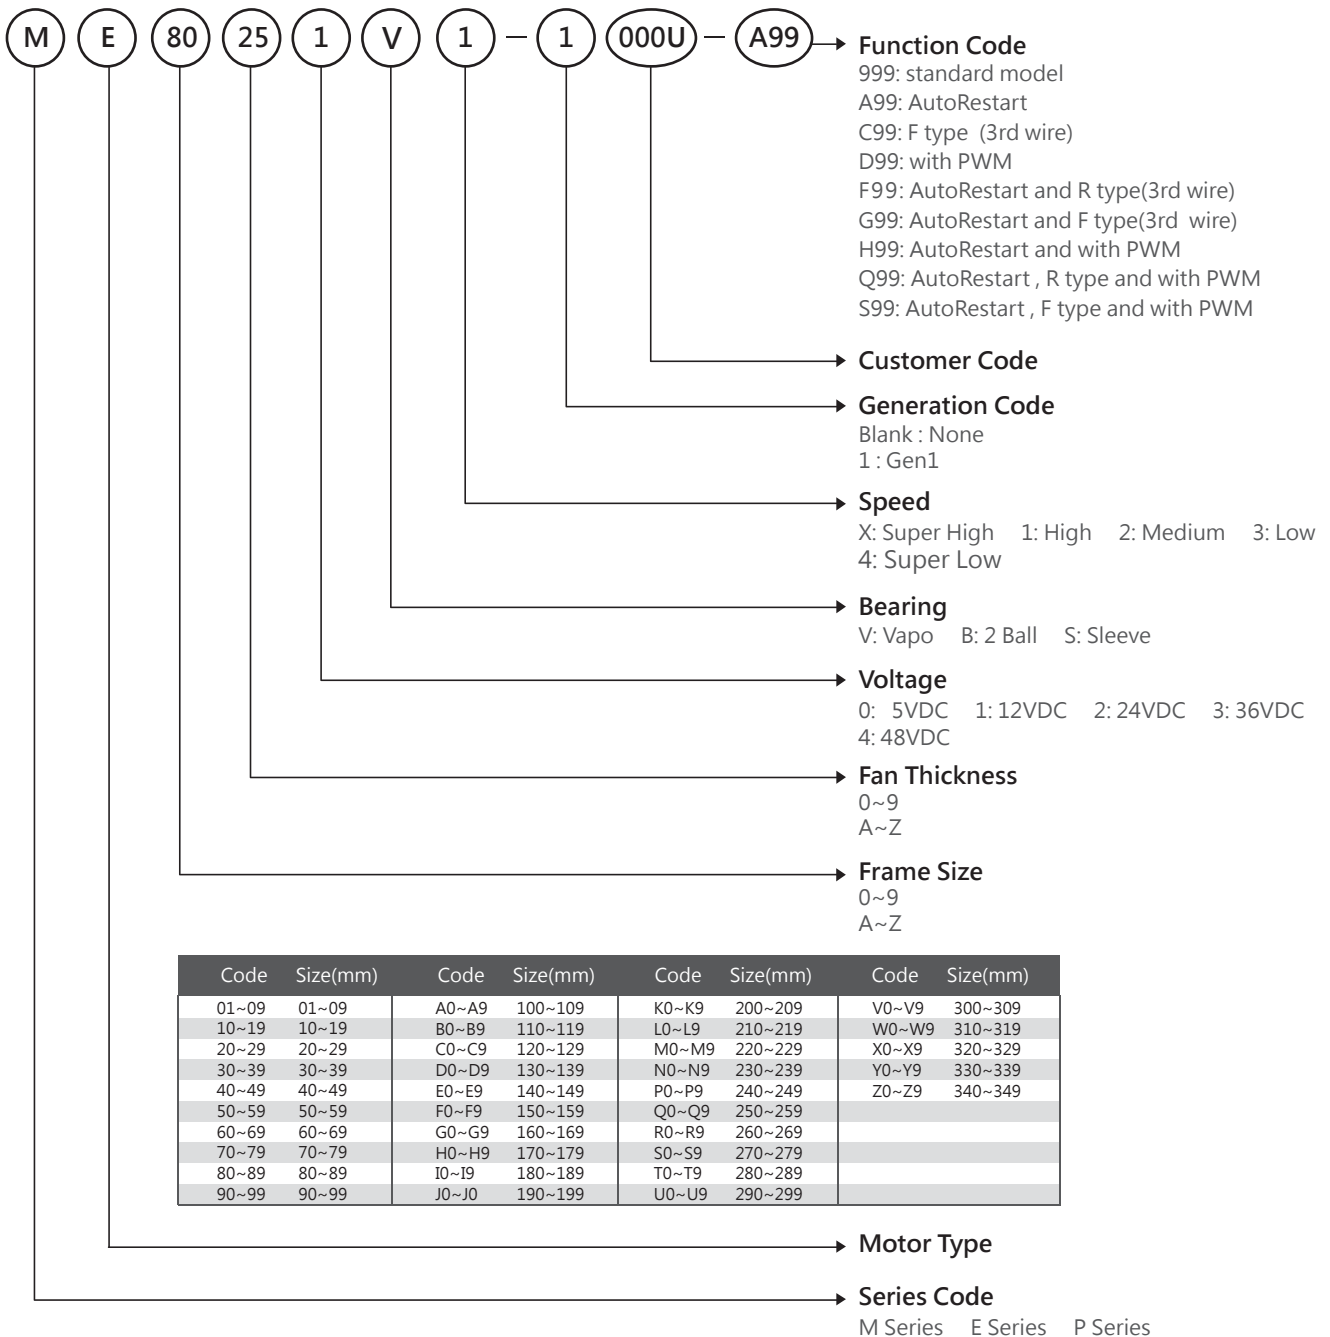 M E 80 25 1 V 1 – 1 000U – A99
Function Code
999: standard model
A99: AutoRestart
C99: F type (3rd wire)
D99: with PWM
F99: AutoRestart and R type(3rd wire)
G99: AutoRestart and F type(3rd wire)
H99: AutoRestart and with PWM
Q99: AutoRestart , R type and with PWM
S99: AutoRestart , F type and with PWM
Customer Code
Generation Code
Blank : None
1 : Gen1
Speed
X: Super High 1: High 2: Medium 3: Low
4: Super Low
Bearing
V: Vapo B: 2 Ball S: Sleeve
Voltage
0: 5VDC 1: 12VDC 2: 24VDC 3: 36VDC
4: 48VDC
Fan Thickness
0~9
A~Z
Frame Size
0~9
A~Z
Code Size(mm) Code Size(mm) Code Size(mm) Code Size(mm)
01~09 01~09 A0~A9 100~109 K0~K9 200~209 V0~V9 300~309
10~19 10~19 B0~B9 110~119 L0~L9 210~219 W0~W9 310~319
20~29 20~29 C0~C9 120~129 M0~M9 220~229 X0~X9 320~329
30~39 30~39 D0~D9 130~139 N0~N9 230~239 Y0~Y9 330~339
40~49 40~49 E0~E9 140~149 P0~P9 240~249 Z0~Z9 340~349
50~59 50~59 F0~F9 150~159 Q0~Q9 250~259
60~69 60~69 G0~G9 160~169 R0~R9 260~269
70~79 70~79 H0~H9 170~179 S0~S9 270~279
80~89 80~89 I0~I9 180~189 T0~T9 280~289
90~99 90~99 J0~J0 190~199 U0~U9 290~299
Motor Type
Series Code
M Series E Series P Series